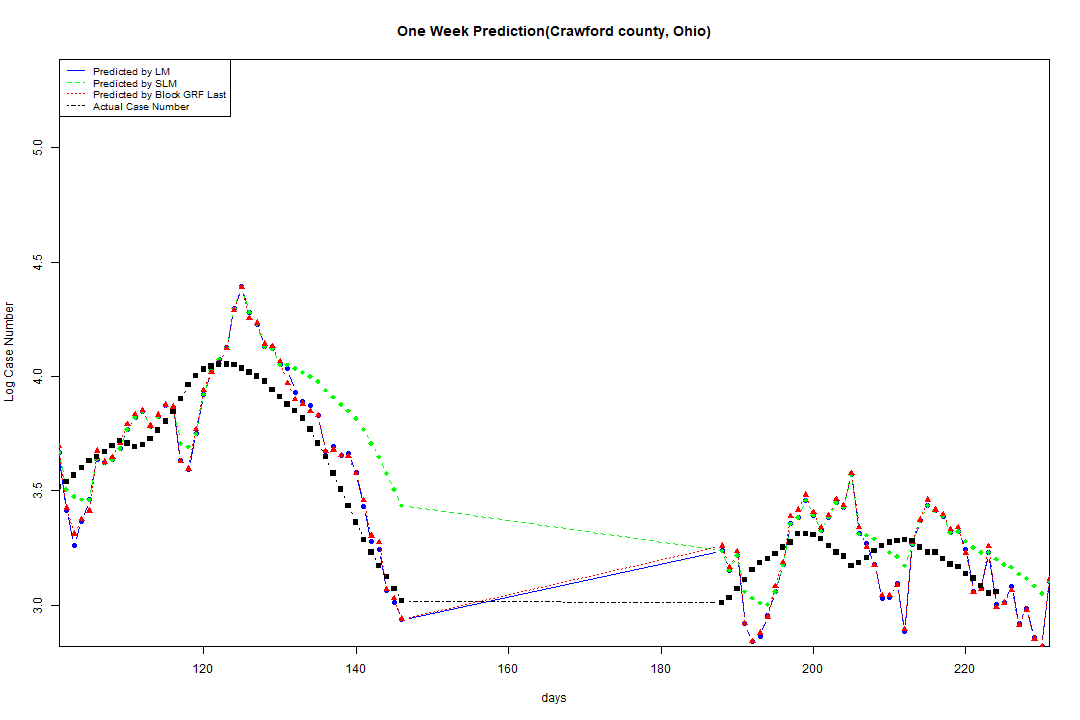 One Week Prediction(Crawford county, Ohio)
Predicted by LM
Predicted by SLM
Predicted by Block GRF Last
Actual Case Number
5.0
4.5
4.0
3.5
3.0
Log Case Number
120 140 160 180 200 220
days